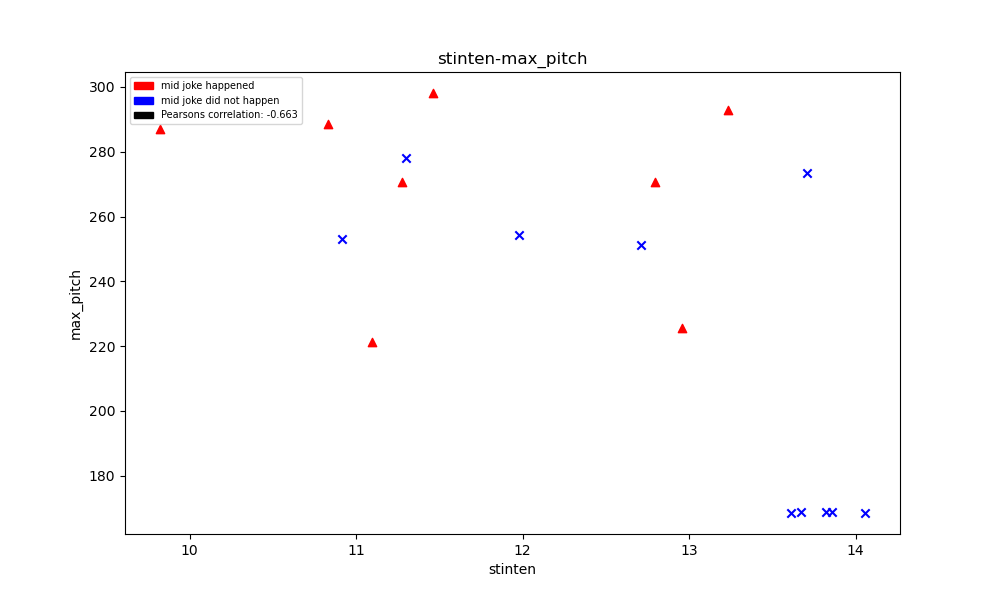 stinten-max_pitch
mid joke happened
mid joke did not happen
Pearsons correlation: -0.663
300
280
260
240
220
200
180
max_pitch
10 11 12 13 14
stinten